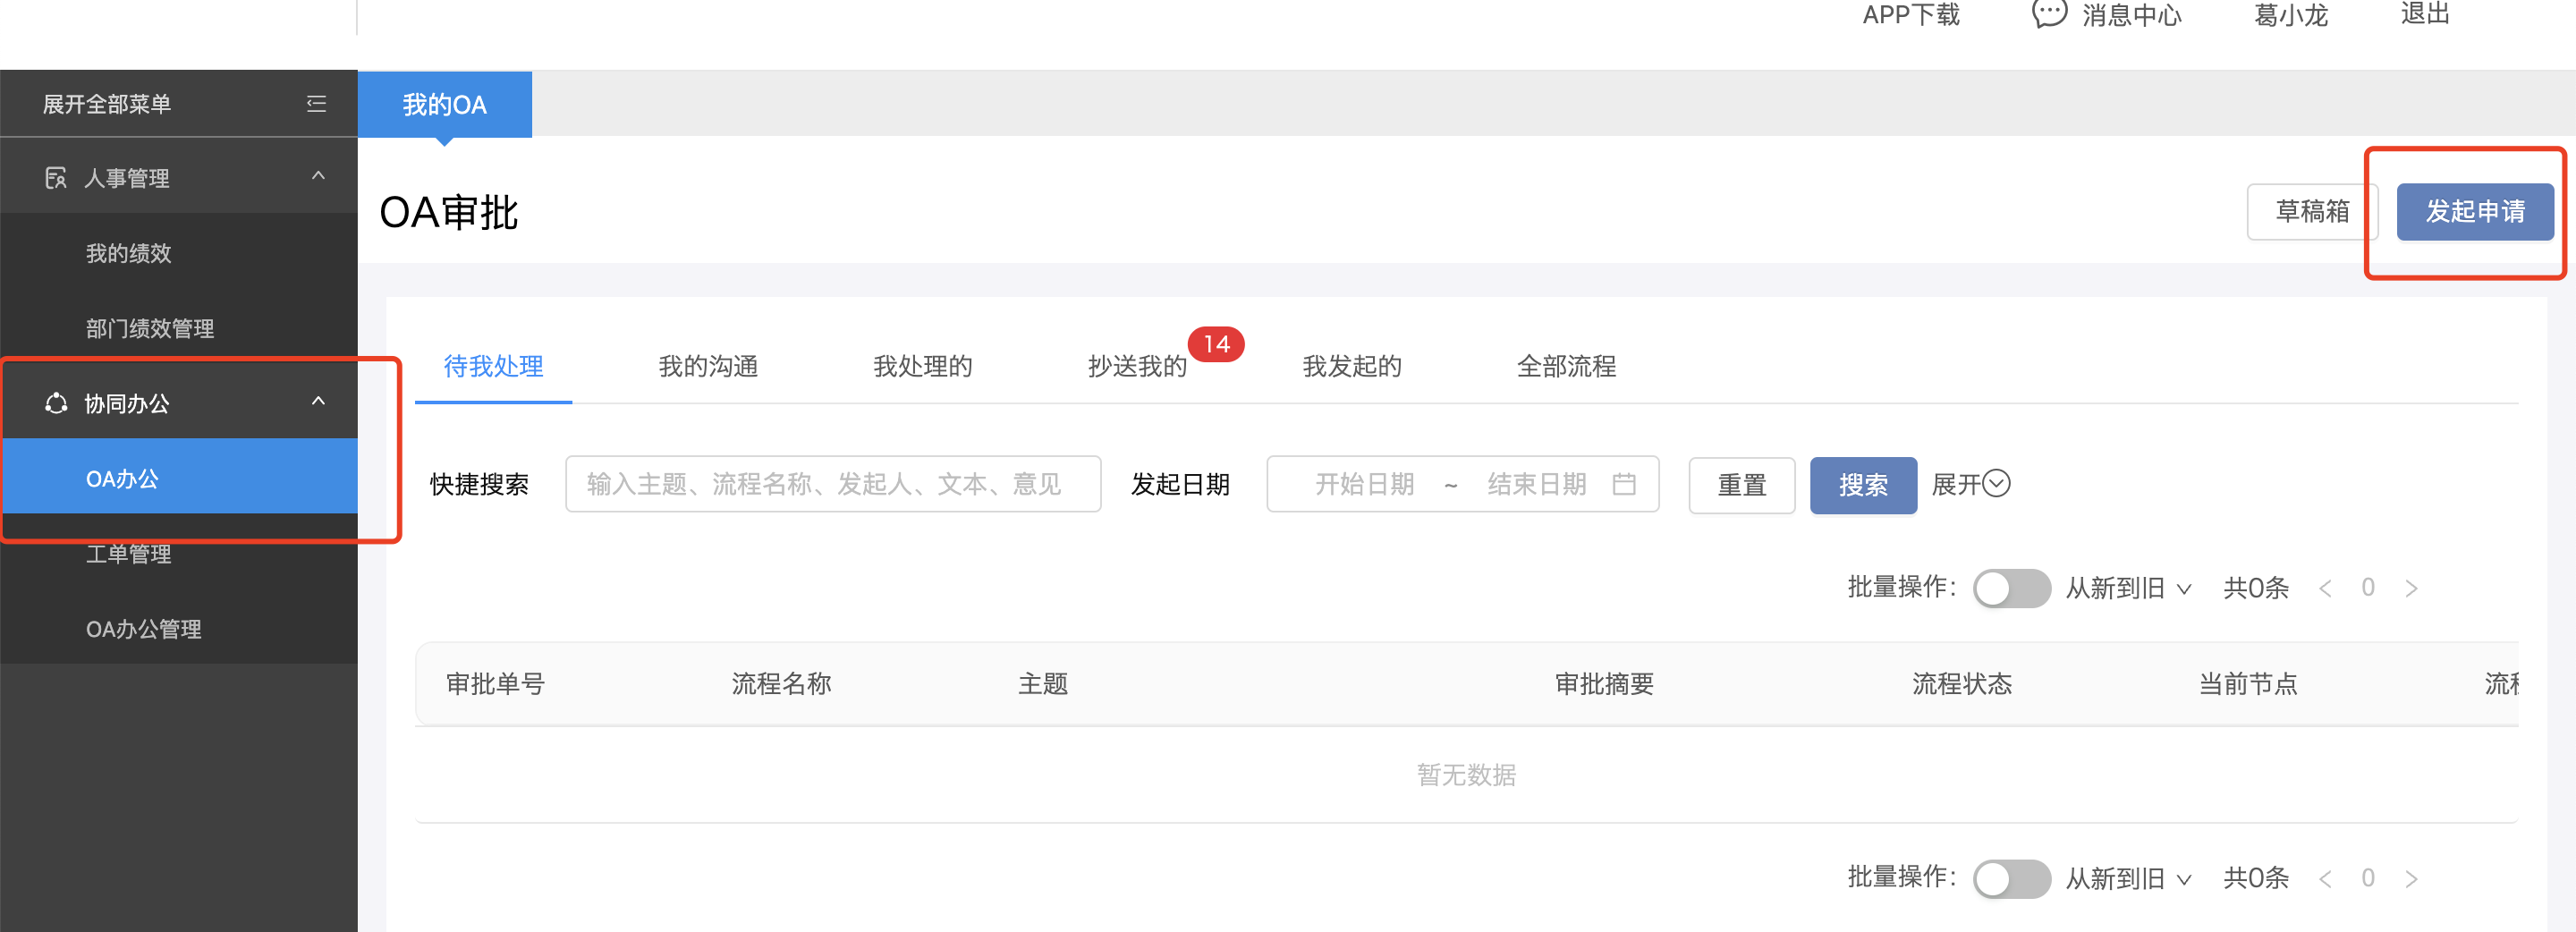 APP下载 消息中心 葛小龙 退出
展开全部菜单
我的OA
人事管理
我的绩效
部门绩效管理
协同办公
OA办公
工单管理
OA办公管理
OA审批
草稿箱 发起申请
待我处理 我的沟通 我处理的 抄送我的 14 我发起的 全部流程
快捷搜索 输入主题、流程名称、发起人、文本、意见 发起日期 开始日期 ~ 结束日期 重置 搜索 展开
批量操作: 从新到旧 共0条 < 0 >
审批单号 流程名称 主题 审批摘要 流程状态 当前节点 流程
暂无数据
批量操作: 从新到旧 共0条 < 0 >